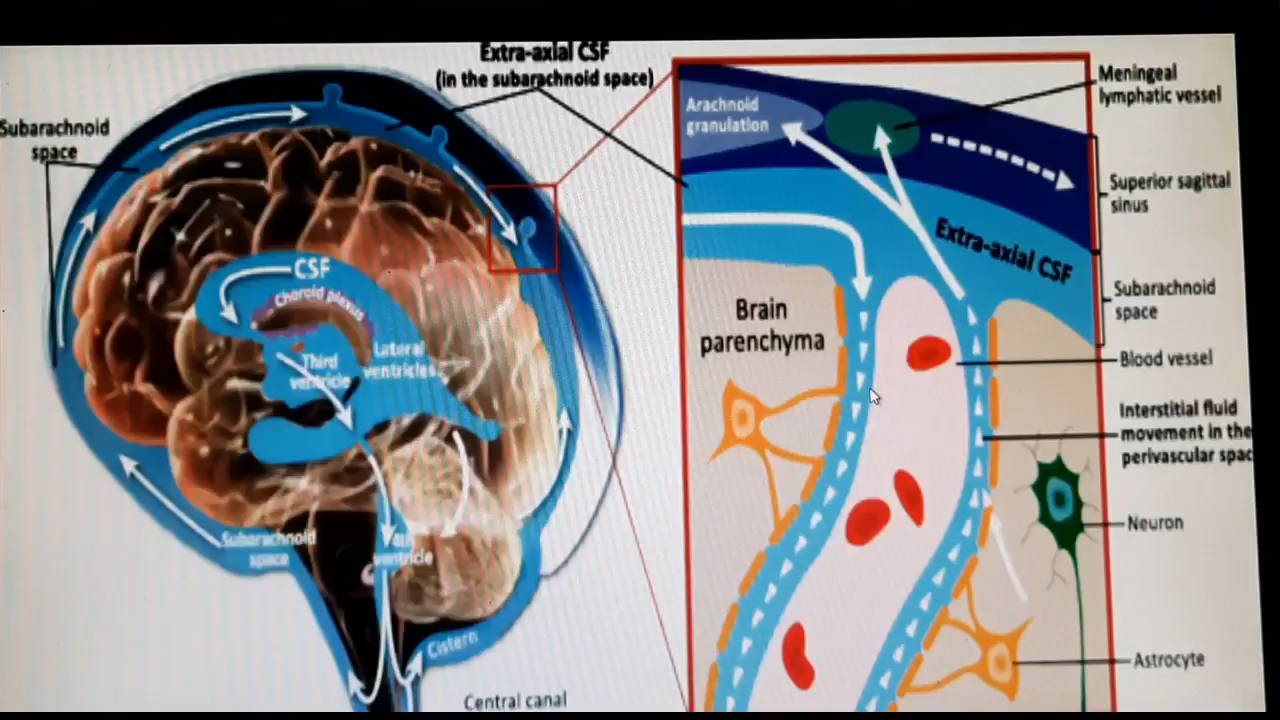 Extra-axial CSF
(in the subarachnoid space)
Subarachnoid
space
CSF
Choroid plexus
Third
ventricle
Lateral
ventricles
Subarachnoid
space
ventricle
Cistern
Central canal
Arachnoid
granulation
Extra-axial CSF
Brain
parenchyma
Meningeal
lymphatic vessel
Superior sagittal
sinus
Subarachnoid
space
Blood vessel
Interstitial fluid
movement in the
perivascular spac
Neuron
Astrocyte